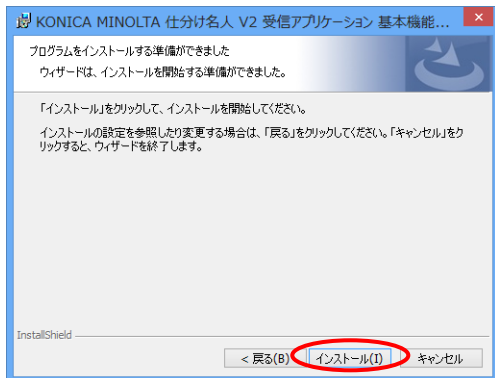 KONICA MINOLTA 仕分け名人 V2 受信アプリケーション 基本機能...
プログラムをインストールする準備ができました
ウィザードは、インストールを開始する準備ができました。
「インストール」をクリックして、インストールを開始してください。
インストールの設定を参照したり変更する場合は、「戻る」をクリックしてください。「キャンセル」をク
リックすると、ウィザードを終了します。
InstallShield
< 戻る(B)
インストール(I)
キャンセル